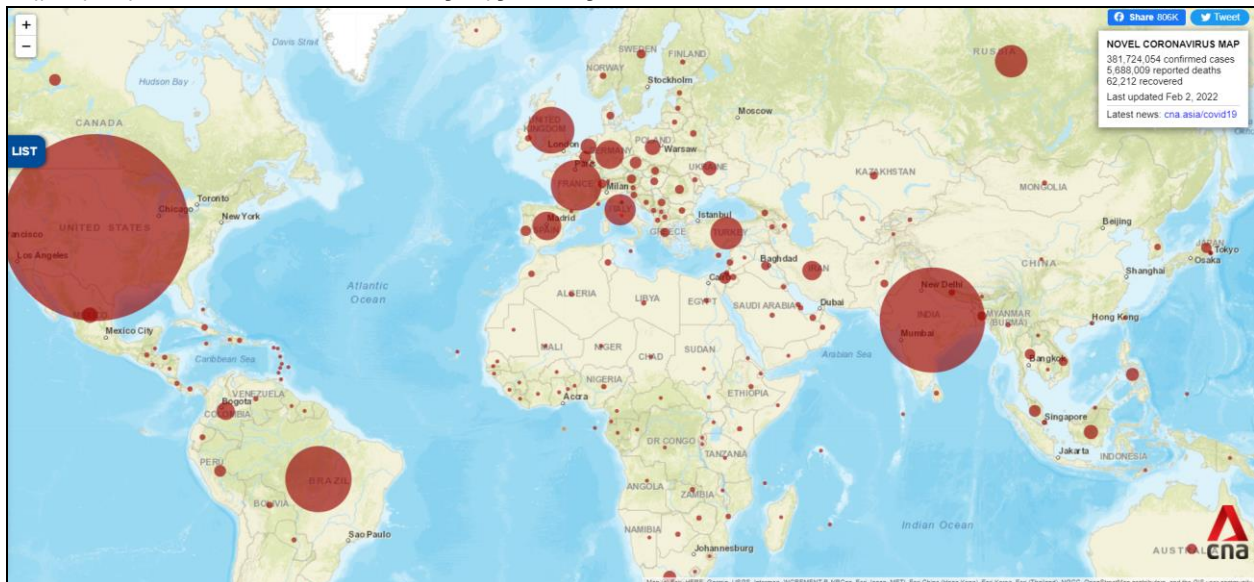 +
−
Share 806K
Tweet
NOVEL CORONAVIRUS MAP
381,724,054 confirmed cases
5,688,009 reported deaths
62,212 recovered
Last updated Feb 2, 2022
Latest news: cna.asia/covid19
LIST
Davis Strait
Hudson Bay
CANADA
SWEDEN
FINLAND
RUSSIA
NORWAY
Stockholm
Moscow
UNITED KINGDOM
London
GERMANY
POLAND
Warsaw
Paris
UKRAINE
KAZAKHSTAN
MONGOLIA
FRANCE
Milan
Toronto
Chicago
New York
UNITED STATES
rancisco
Los Angeles
ITALY
Madrid
SPAIN
Istanbul
GREECE
TURKEY
Beijing
JAPAN
Tokyo
Osaka
Baghdad
IRAN
CHINA
Shanghai
Atlantic
Ocean
ALGERIA
LIBYA
EGYPT
SAUDI ARABIA
Dubai
New Delhi
INDIA
Mumbai
MYANMAR
(BURMA)
Hong Kong
MEXICO
Mexico City
Caribbean Sea
MALI
NIGER
CHAD
SUDAN
Arabian Sea
Bangkok
VENEZUELA
Bogota
COLOMBIA
NIGERIA
Accra
ETHIOPIA
Singapore
DR CONGO
TANZANIA
Jakarta
INDONESIA
PERU
BRAZIL
BOLIVIA
ANGOLA
ZAMBIA
Sao Paulo
NAMIBIA
Johannesburg
Indian Ocean
AUSTRALIA
cna